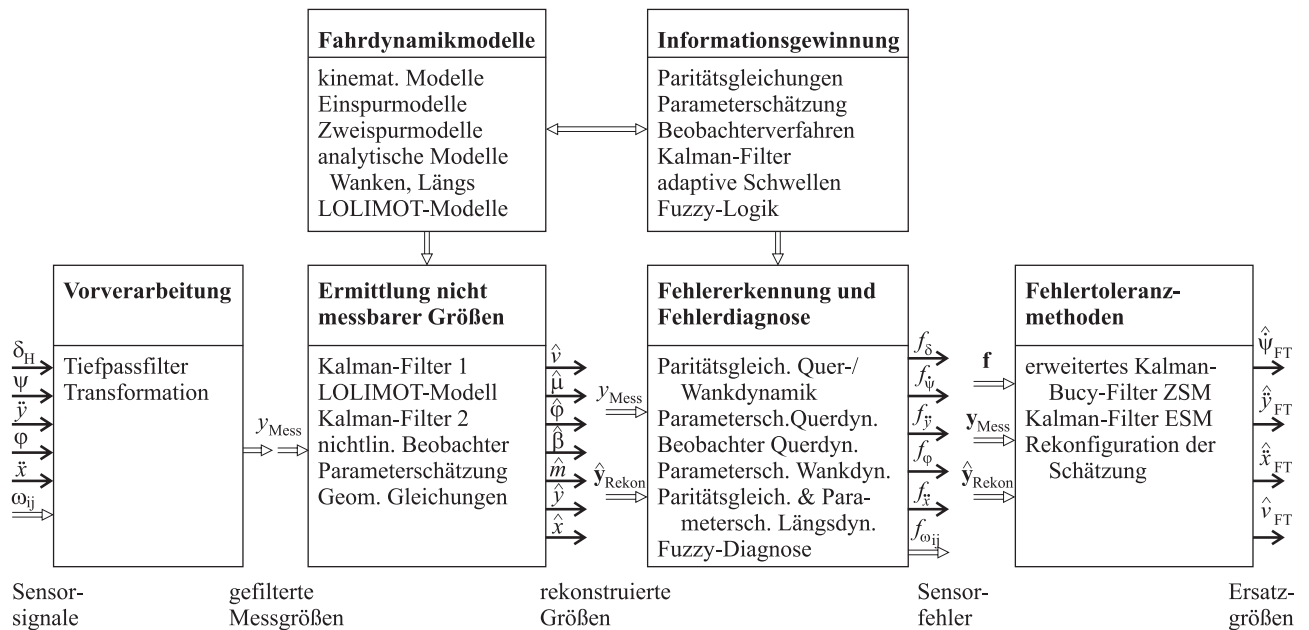 Fahrdynamikmodelle
kinemat. Modelle
Einspurmodelle
Zweispurmodelle
analytische Modelle
Wanken, Längs
LOLIMOT-Modelle
Informationsgewinnung
Paritätsgleichungen
Parameterschätzung
Beobachterverfahren
Kalman-Filter
adaptive Schwellen
Fuzzy-Logik
δ_H
ψ
ÿ
φ
ẍ
ω_ij
Vorverarbeitung
Tiefpassfilter
Transformation
y_Mess
Ermittlung nicht
messbarer Größen
Kalman-Filter 1
LOLIMOT-Modell
Kalman-Filter 2
nichtlin. Beobachter
Parameterschätzung
Geom. Gleichungen
v̂
μ̂
φ̂
β̂
m̂
ŷ
x̂
y_Mess
ŷ_Rekon
Fehlererkennung und
Fehlerdiagnose
Paritätsgleich. Quer-/
Wankdynamik
Parametersch.Querdyn.
Beobachter Querdyn.
Parametersch. Wankdyn.
Paritätsgleich. & Para-
metersch. Längsdyn.
Fuzzy-Diagnose
f_δ
f_ψ̇
f_ÿ
f_φ
f_ẍ
f_ω_ij
f
y_Mess
ŷ_Rekon
Fehlertoleranz-
methoden
erweitertes Kalman-
Bucy-Filter ZSM
Kalman-Filter ESM
Rekonfiguration der
Schätzung
ψ̇̂_FT
ÿ̂_FT
ẍ̂_FT
v̂_FT
Sensor-
signale
gefilterte
Messgrößen
rekonstruierte
Größen
Sensor-
fehler
Ersatz-
größen